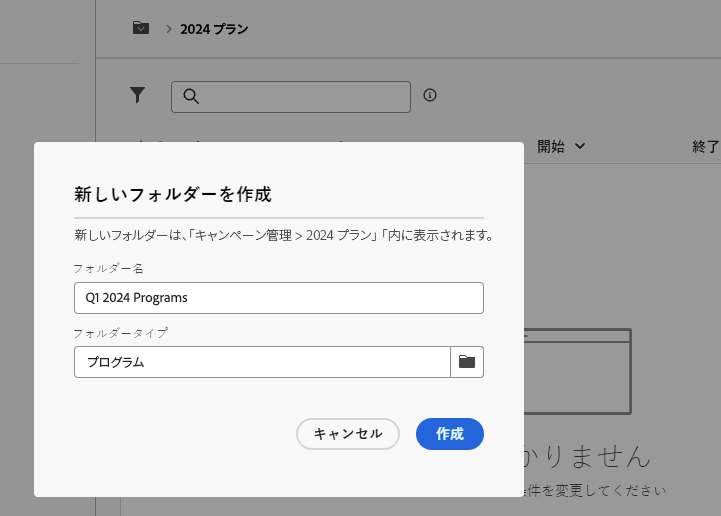 2024 プラン
開始
終了
新しいフォルダーを作成
新しいフォルダーは、「キャンペーン管理 > 2024 プラン」「内に表示されます。
フォルダー名
Q1 2024 Programs
フォルダータイプ
プログラム
キャンセル 作成
かりません
条件を変更してください